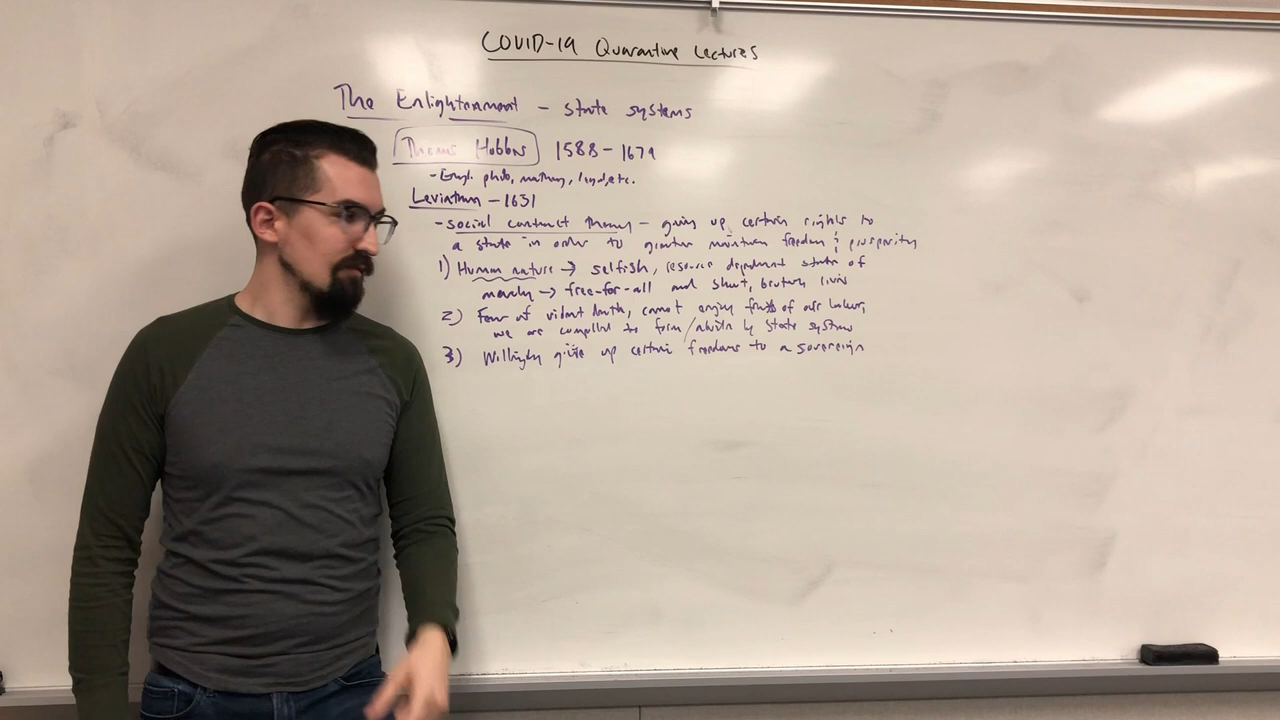 COVID-19 Quarantine Lectures
The Enlightenment - state systems
Thomas Hobbes 1588-1679
- Engl. philo, mathem, etc.
Leviathan - 1631
- Social contract theory - giving up certain rights to
a state in order to greater maintain freedom & prosperity
1) Human nature → selfish, resource dependent state of
→ free-for-all and short, brutish lives
2) Fear of violent death, cannot enjoy fruits of our labors,
we are compelled to form/abide by state systems
3) Willingly give up certain freedoms to a sovereign